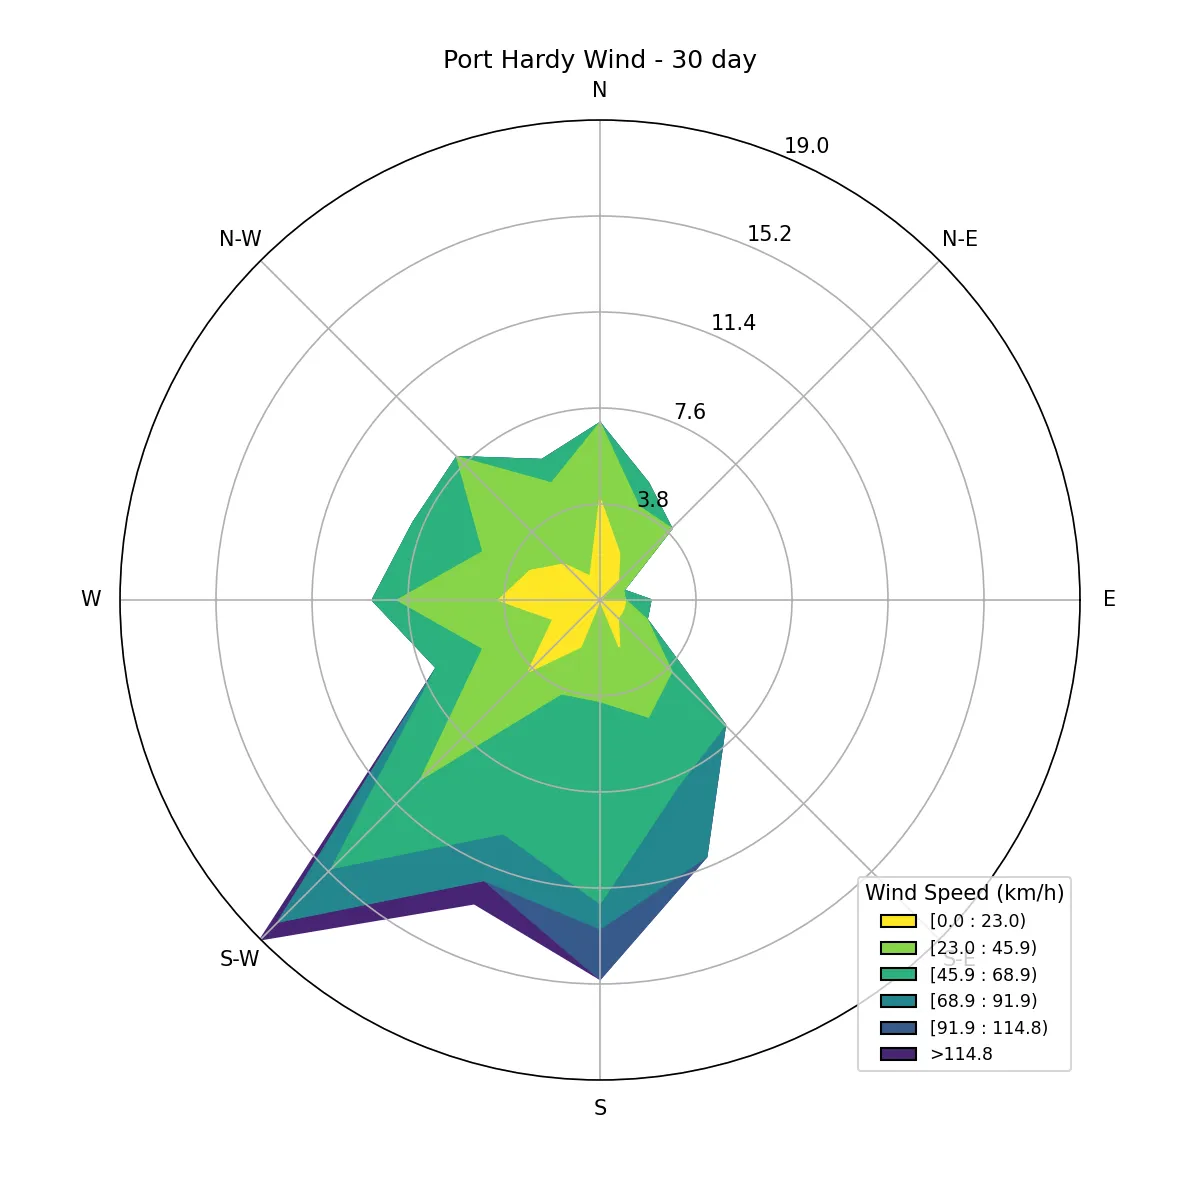 Port Hardy Wind - 30 day
N
19.0
N-W
15.2
N-E
11.4
7.6
3.8
W
E
S-W
S-E
S
Wind Speed (km/h)
[0.0 : 23.0)
[23.0 : 45.9)
[45.9 : 68.9)
[68.9 : 91.9)
[91.9 : 114.8)
>114.8